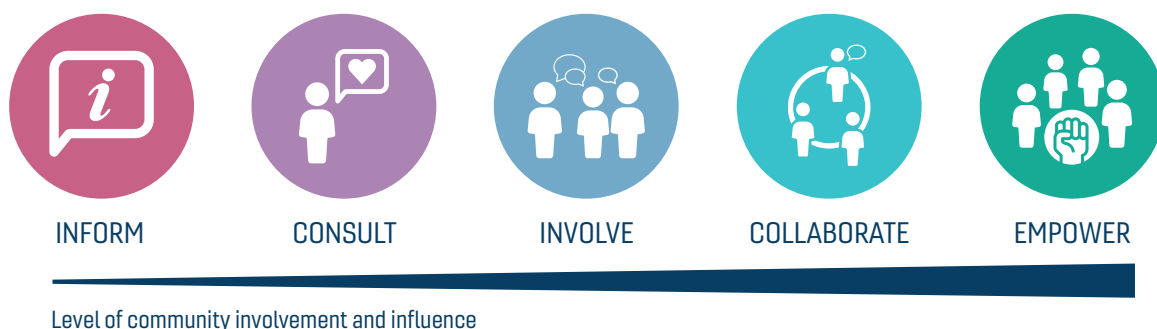 i
INFORM
CONSULT
INVOLVE
COLLABORATE
EMPOWER
Level of community involvement and influence